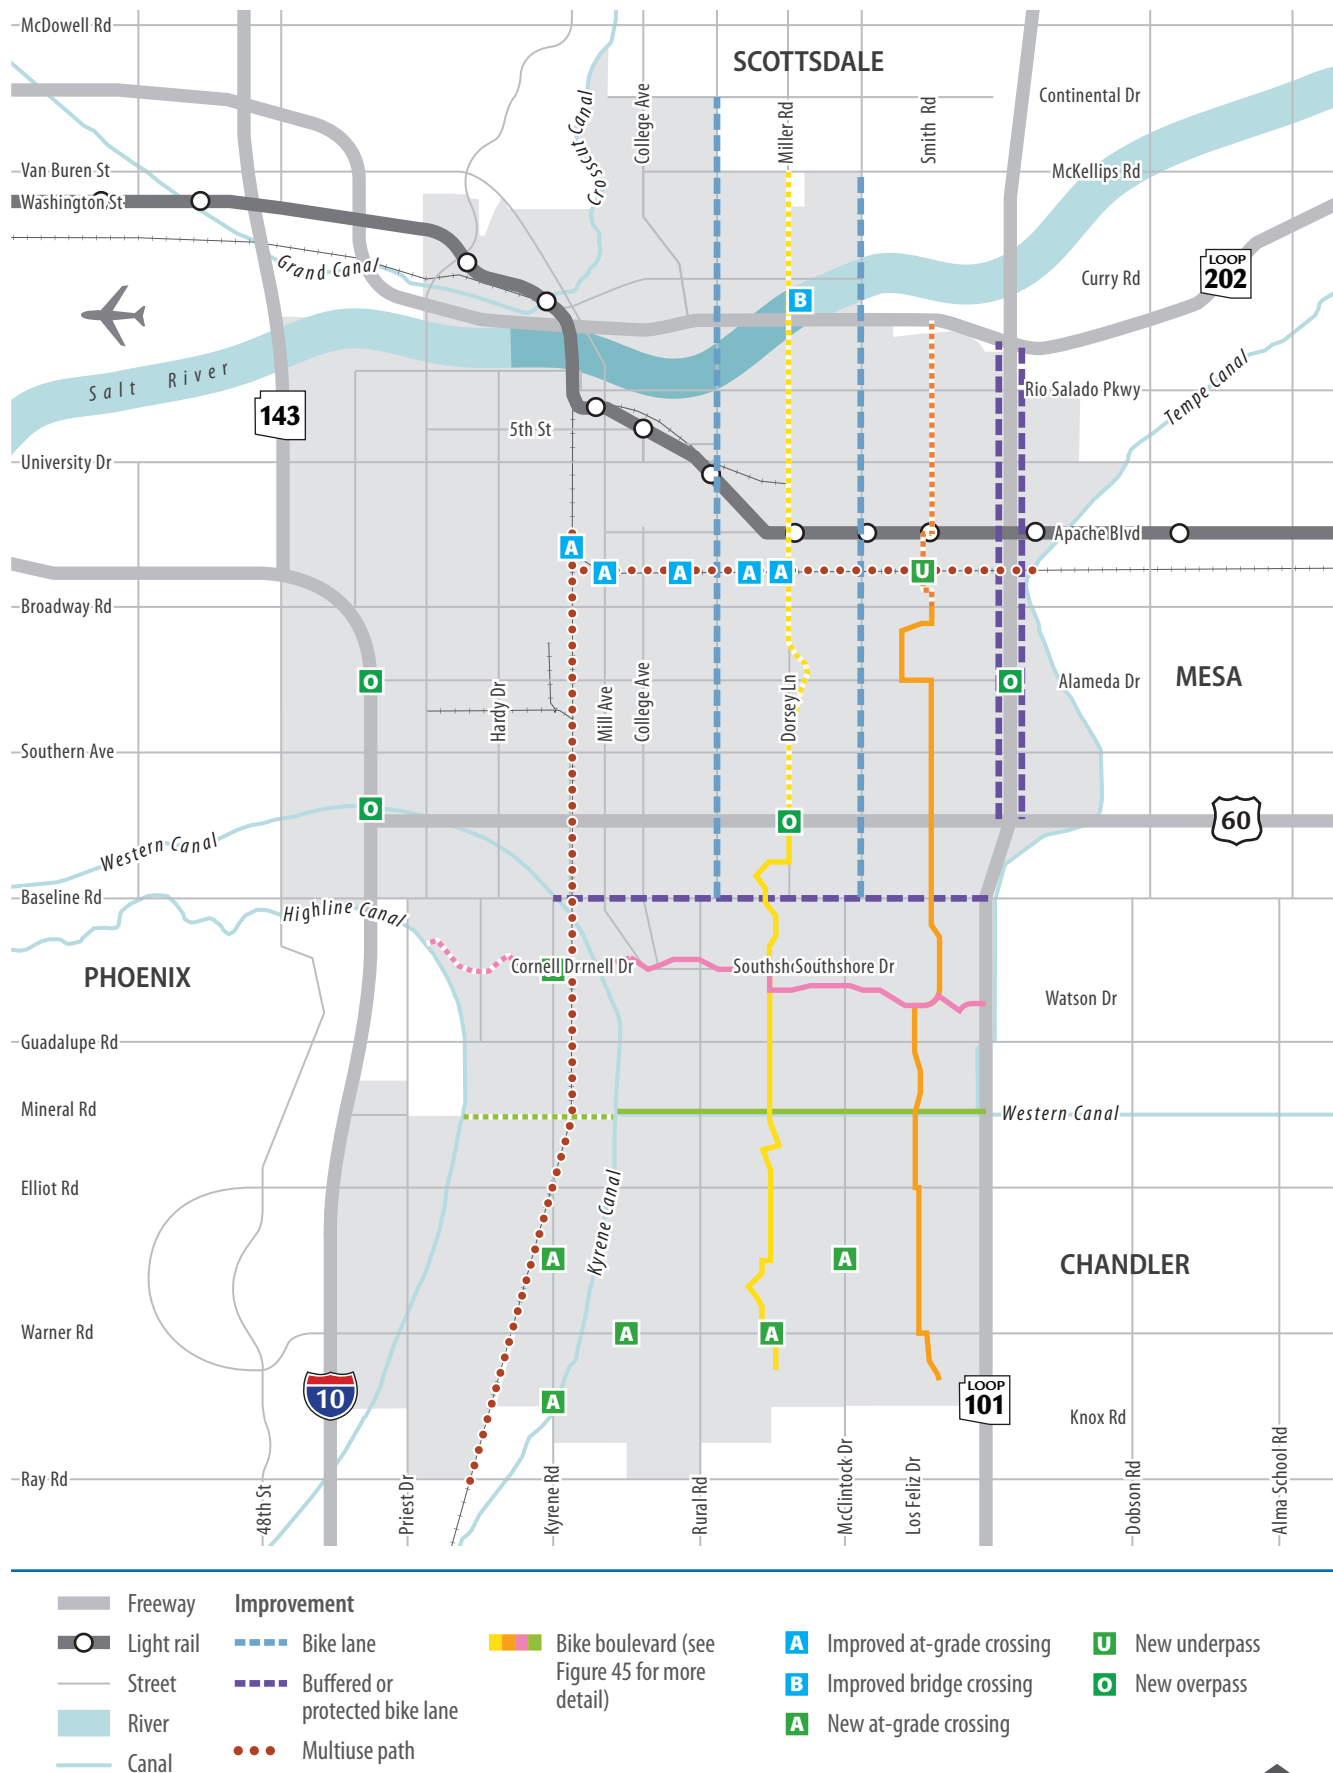 McDowell Rd
SCOTTSDALE
Continental Dr
College Ave
Crosscut Canal
Miller Rd
Smith Rd
Van Buren St
McKellips Rd
Washington St
Grand Canal
Curry Rd
LOOP
202
B
Salt River
143
Rio Salado Pkwy
Tempe Canal
5th St
University Dr
Apache Blvd
A
A
A
A
A
U
Broadway Rd
O
O
Alameda Dr
MESA
Hardy Dr
Mill Ave
College Ave
Dorsey Ln
Southern Ave
O
O
60
Western Canal
Baseline Rd
Highline Canal
PHOENIX
Cornell Dr
rnell Dr
Southsh
Southshore Dr
Watson Dr
Guadalupe Rd
Mineral Rd
Western Canal
Elliot Rd
Kyrene Canal
A
A
CHANDLER
Warner Rd
A
A
10
A
LOOP
101
Knox Rd
Ray Rd
48th St
Priest Dr
Kyrene Rd
Rural Rd
McClintock Dr
Los Feliz Dr
Dobson Rd
Alma School Rd
Freeway
Light rail
Street
River
Canal
Improvement
Bike lane
Buffered or
protected bike lane
Multiuse path
Bike boulevard (see
Figure 45 for more
detail)
A Improved at-grade crossing
B Improved bridge crossing
A New at-grade crossing
U New underpass
O New overpass